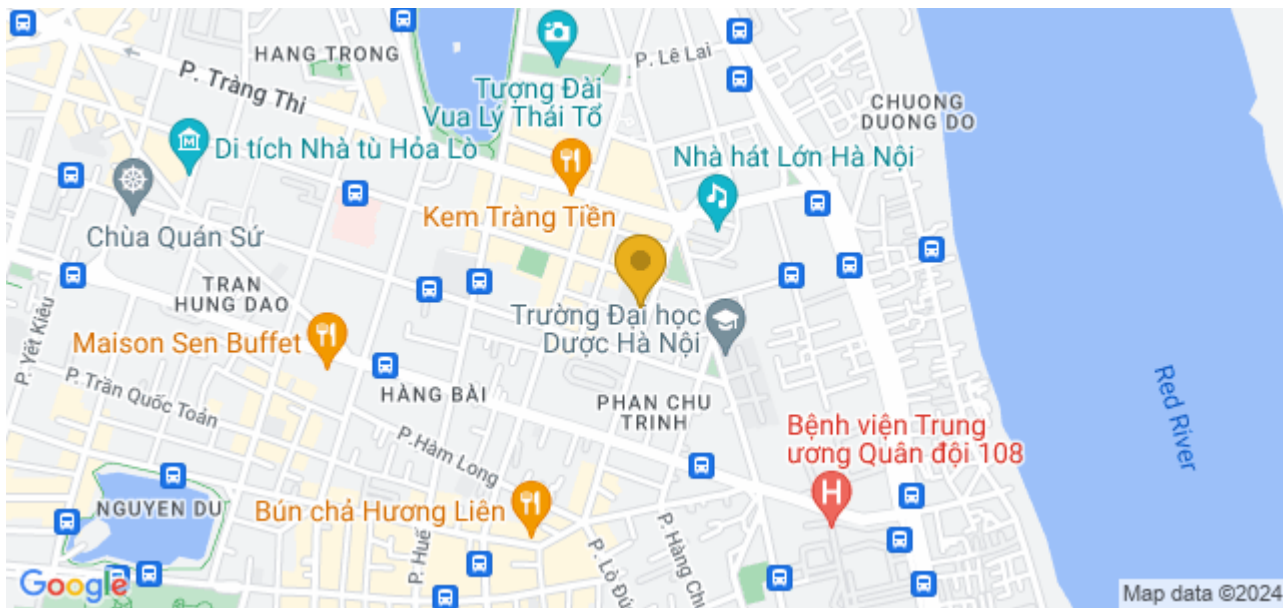 HANG TRONG
P. Lê Lai
P. Tràng Thi
Tượng Đài
Vua Lý Thái Tổ
CHUONG
DUONG DO
Di tích Nhà tù Hỏa Lò
Nhà hát Lớn Hà Nội
Kem Tràng Tiền
Chùa Quán Sứ
TRAN
HUNG DAO
Trường Đại học
Dược Hà Nội
P. Yết Kiêu
Maison Sen Buffet
P. Trần Quốc Toản
HÀNG BÀI
PHAN CHU
TRINH
Red River
P. Hàm Long
Bệnh viện Trung
ương Quân đội 108
H
NGUYEN DU
Bún chả Hương Liên
P. Huế
P. Lò Đú
P. Hàng Chu
Google
Map data ©2024